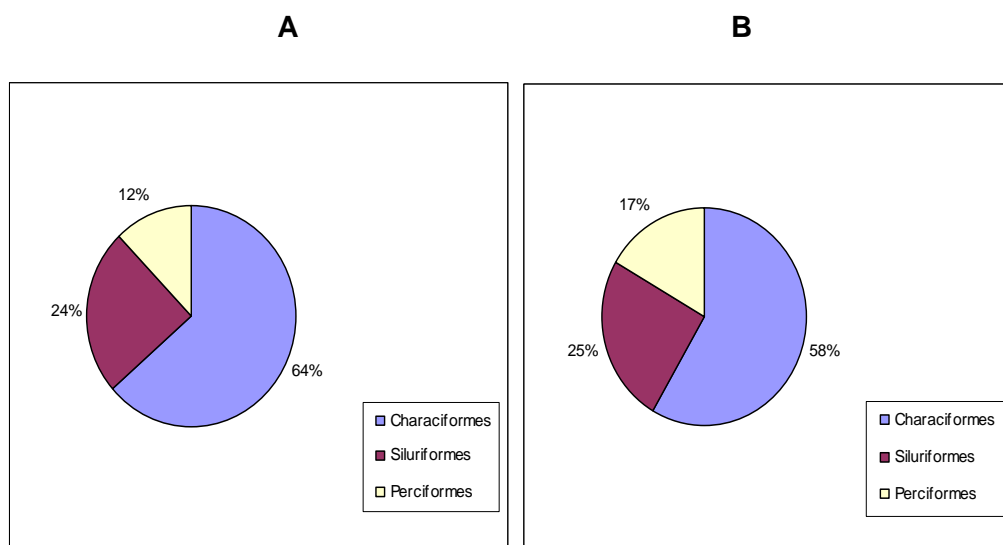 A
12%
24%
64%
Characiformes
Siluriformes
Perciformes
B
17%
25%
58%
Characiformes
Siluriformes
Perciformes